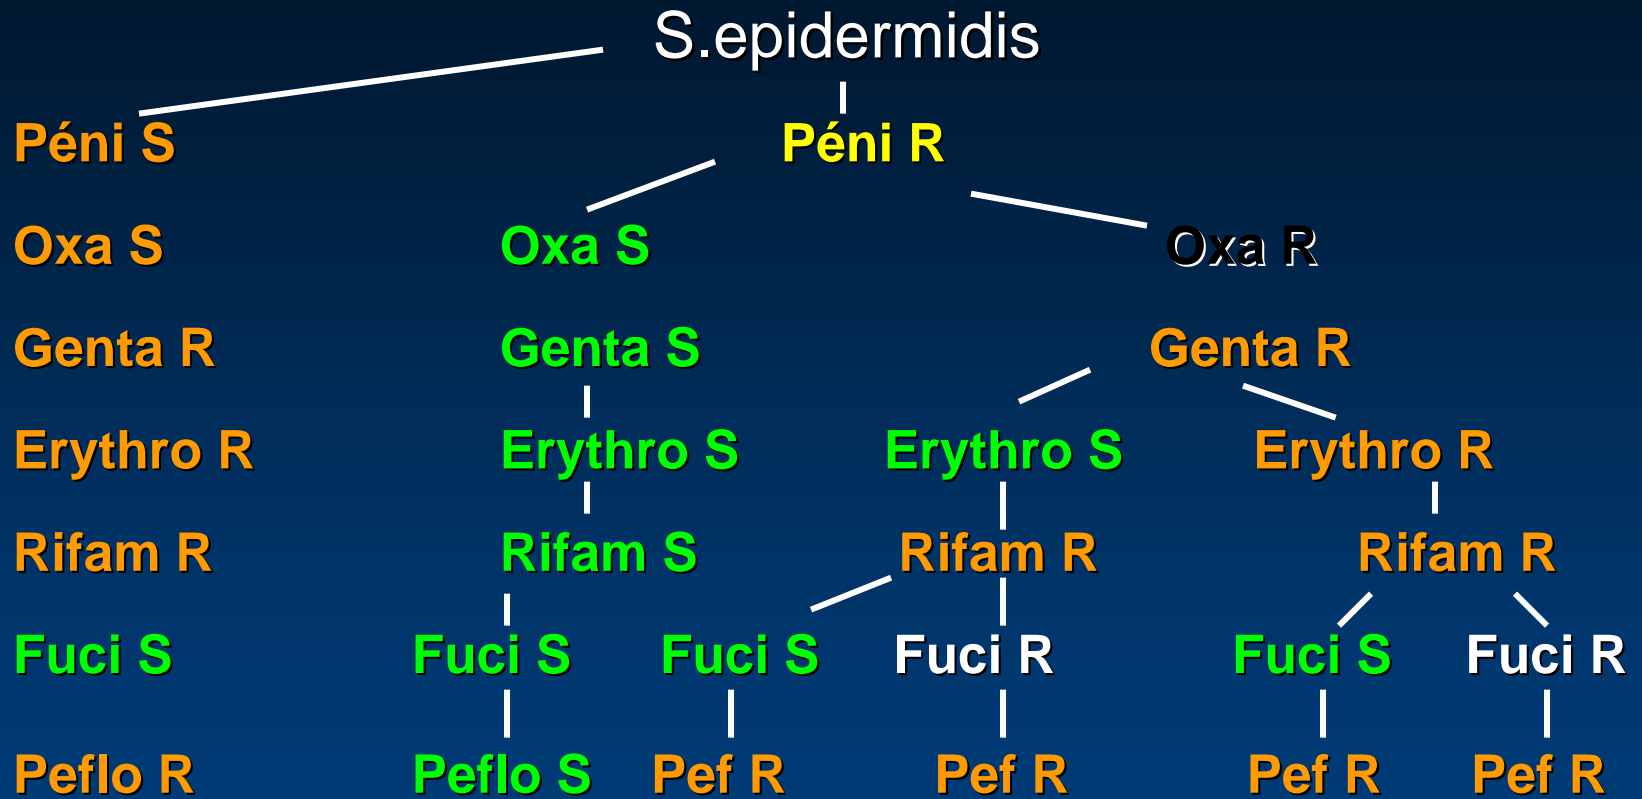 S.epidermidis
Péni S Péni R
Oxa S Oxa S Oxa R
Genta R Genta S Genta R
Erythro R Erythro S Erythro S Erythro R
Rifam R Rifam S Rifam R Rifam R
Fuci S Fuci S Fuci S Fuci R Fuci S Fuci R
Peflo R Peflo S Pef R Pef R Pef R Pef R